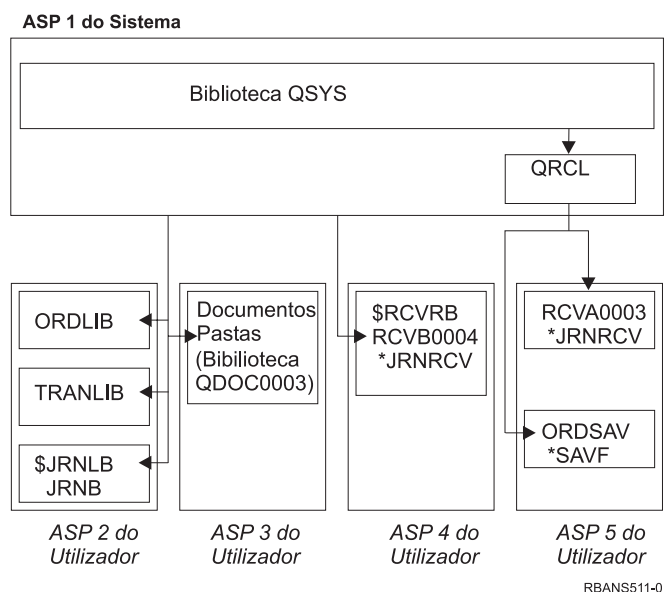 ASP 1 do Sistema
Biblioteca QSYS
QRCL
ORDLIB
TRANLIB
$JRNLB
JRNB
Documentos
Pastas
(Bibilioteca
QDOC0003)
$RCVRB
RCVB0004
*JRNRCV
RCVA0003
*JRNRCV
ORDSAV
*SAVF
ASP 2 do
Utilizador
ASP 3 do
Utilizador
ASP 4 do
Utilizador
ASP 5 do
Utilizador
RBANS511-0